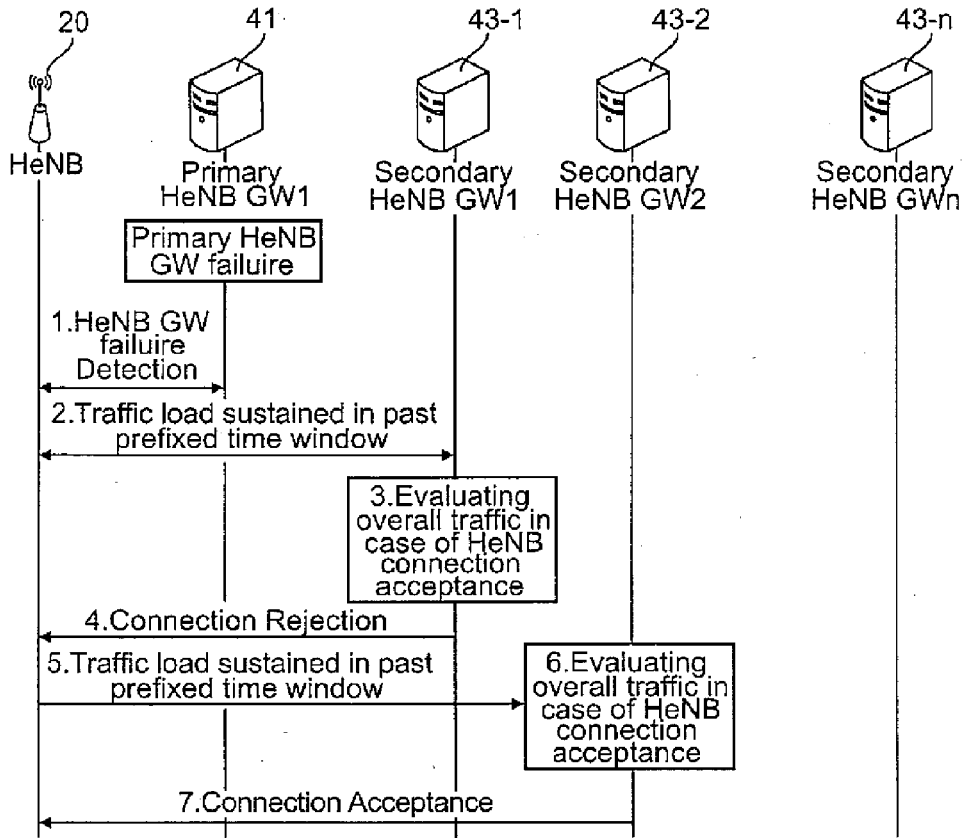 20
41
43-1
43-2
43-n
HeNB
Primary
HeNB GW1
Secondary
HeNB GW1
Secondary
HeNB GW2
Secondary
HeNB GWn
Primary HeNB
GW failuire
1.HeNB GW
failuire
Detection
2.Traffic load sustained in past
prefixed time window
3.Evaluating
overall traffic in
case of HeNB
connection
acceptance
4.Connection Rejection
5.Traffic load sustained in past
prefixed time window
6.Evaluating
overall traffic in
case of HeNB
connection
acceptance
7.Connection Acceptance